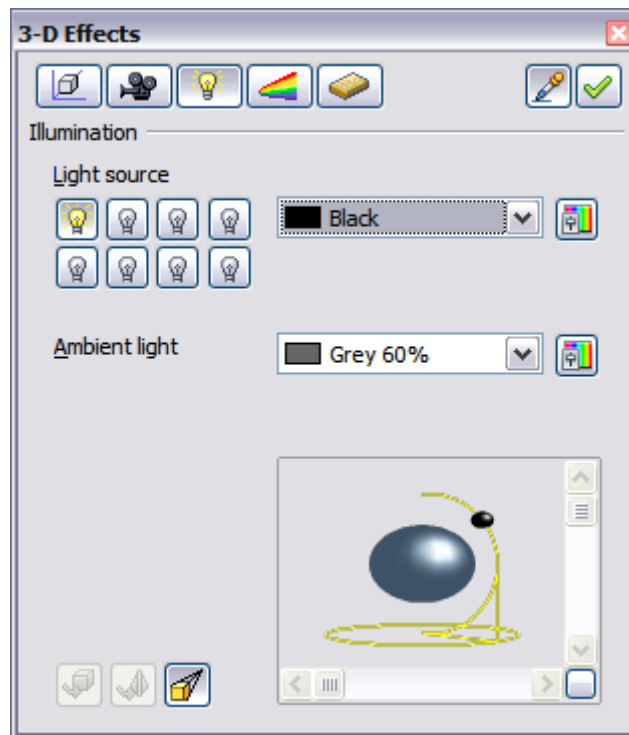 3-D Effects
Illumination
Light source
Black
Ambient light
Grey 60%